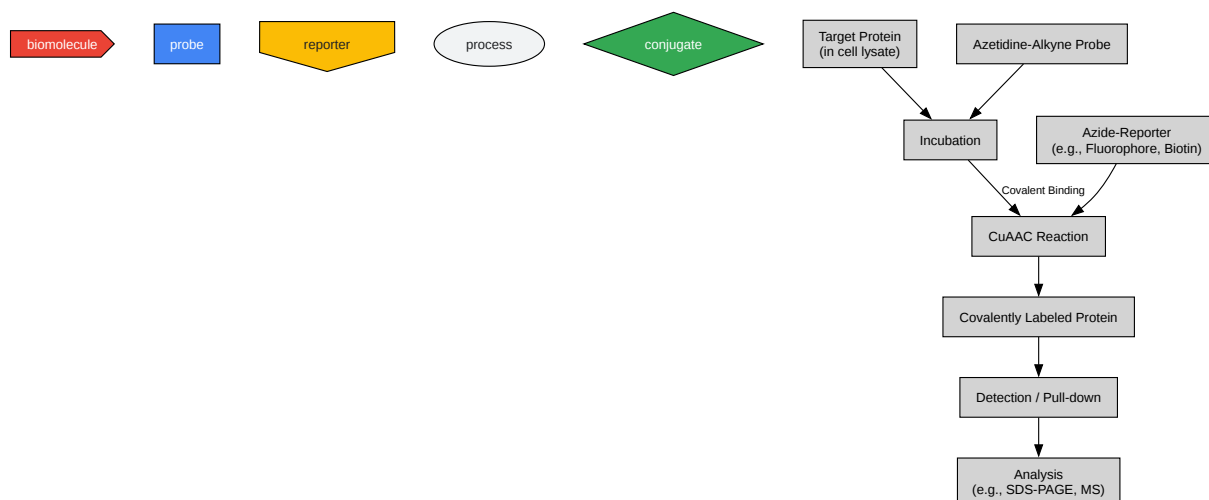 biomolecule
probe
reporter
process
conjugate
Target Protein
(in cell lysate)
Azetidine-Alkyne Probe
Incubation
Azide-Reporter
(e.g., Fluorophore, Biotin)
Covalent Binding
CuAAC Reaction
Covalently Labeled Protein
Detection / Pull-down
Analysis
(e.g., SDS-PAGE, MS)